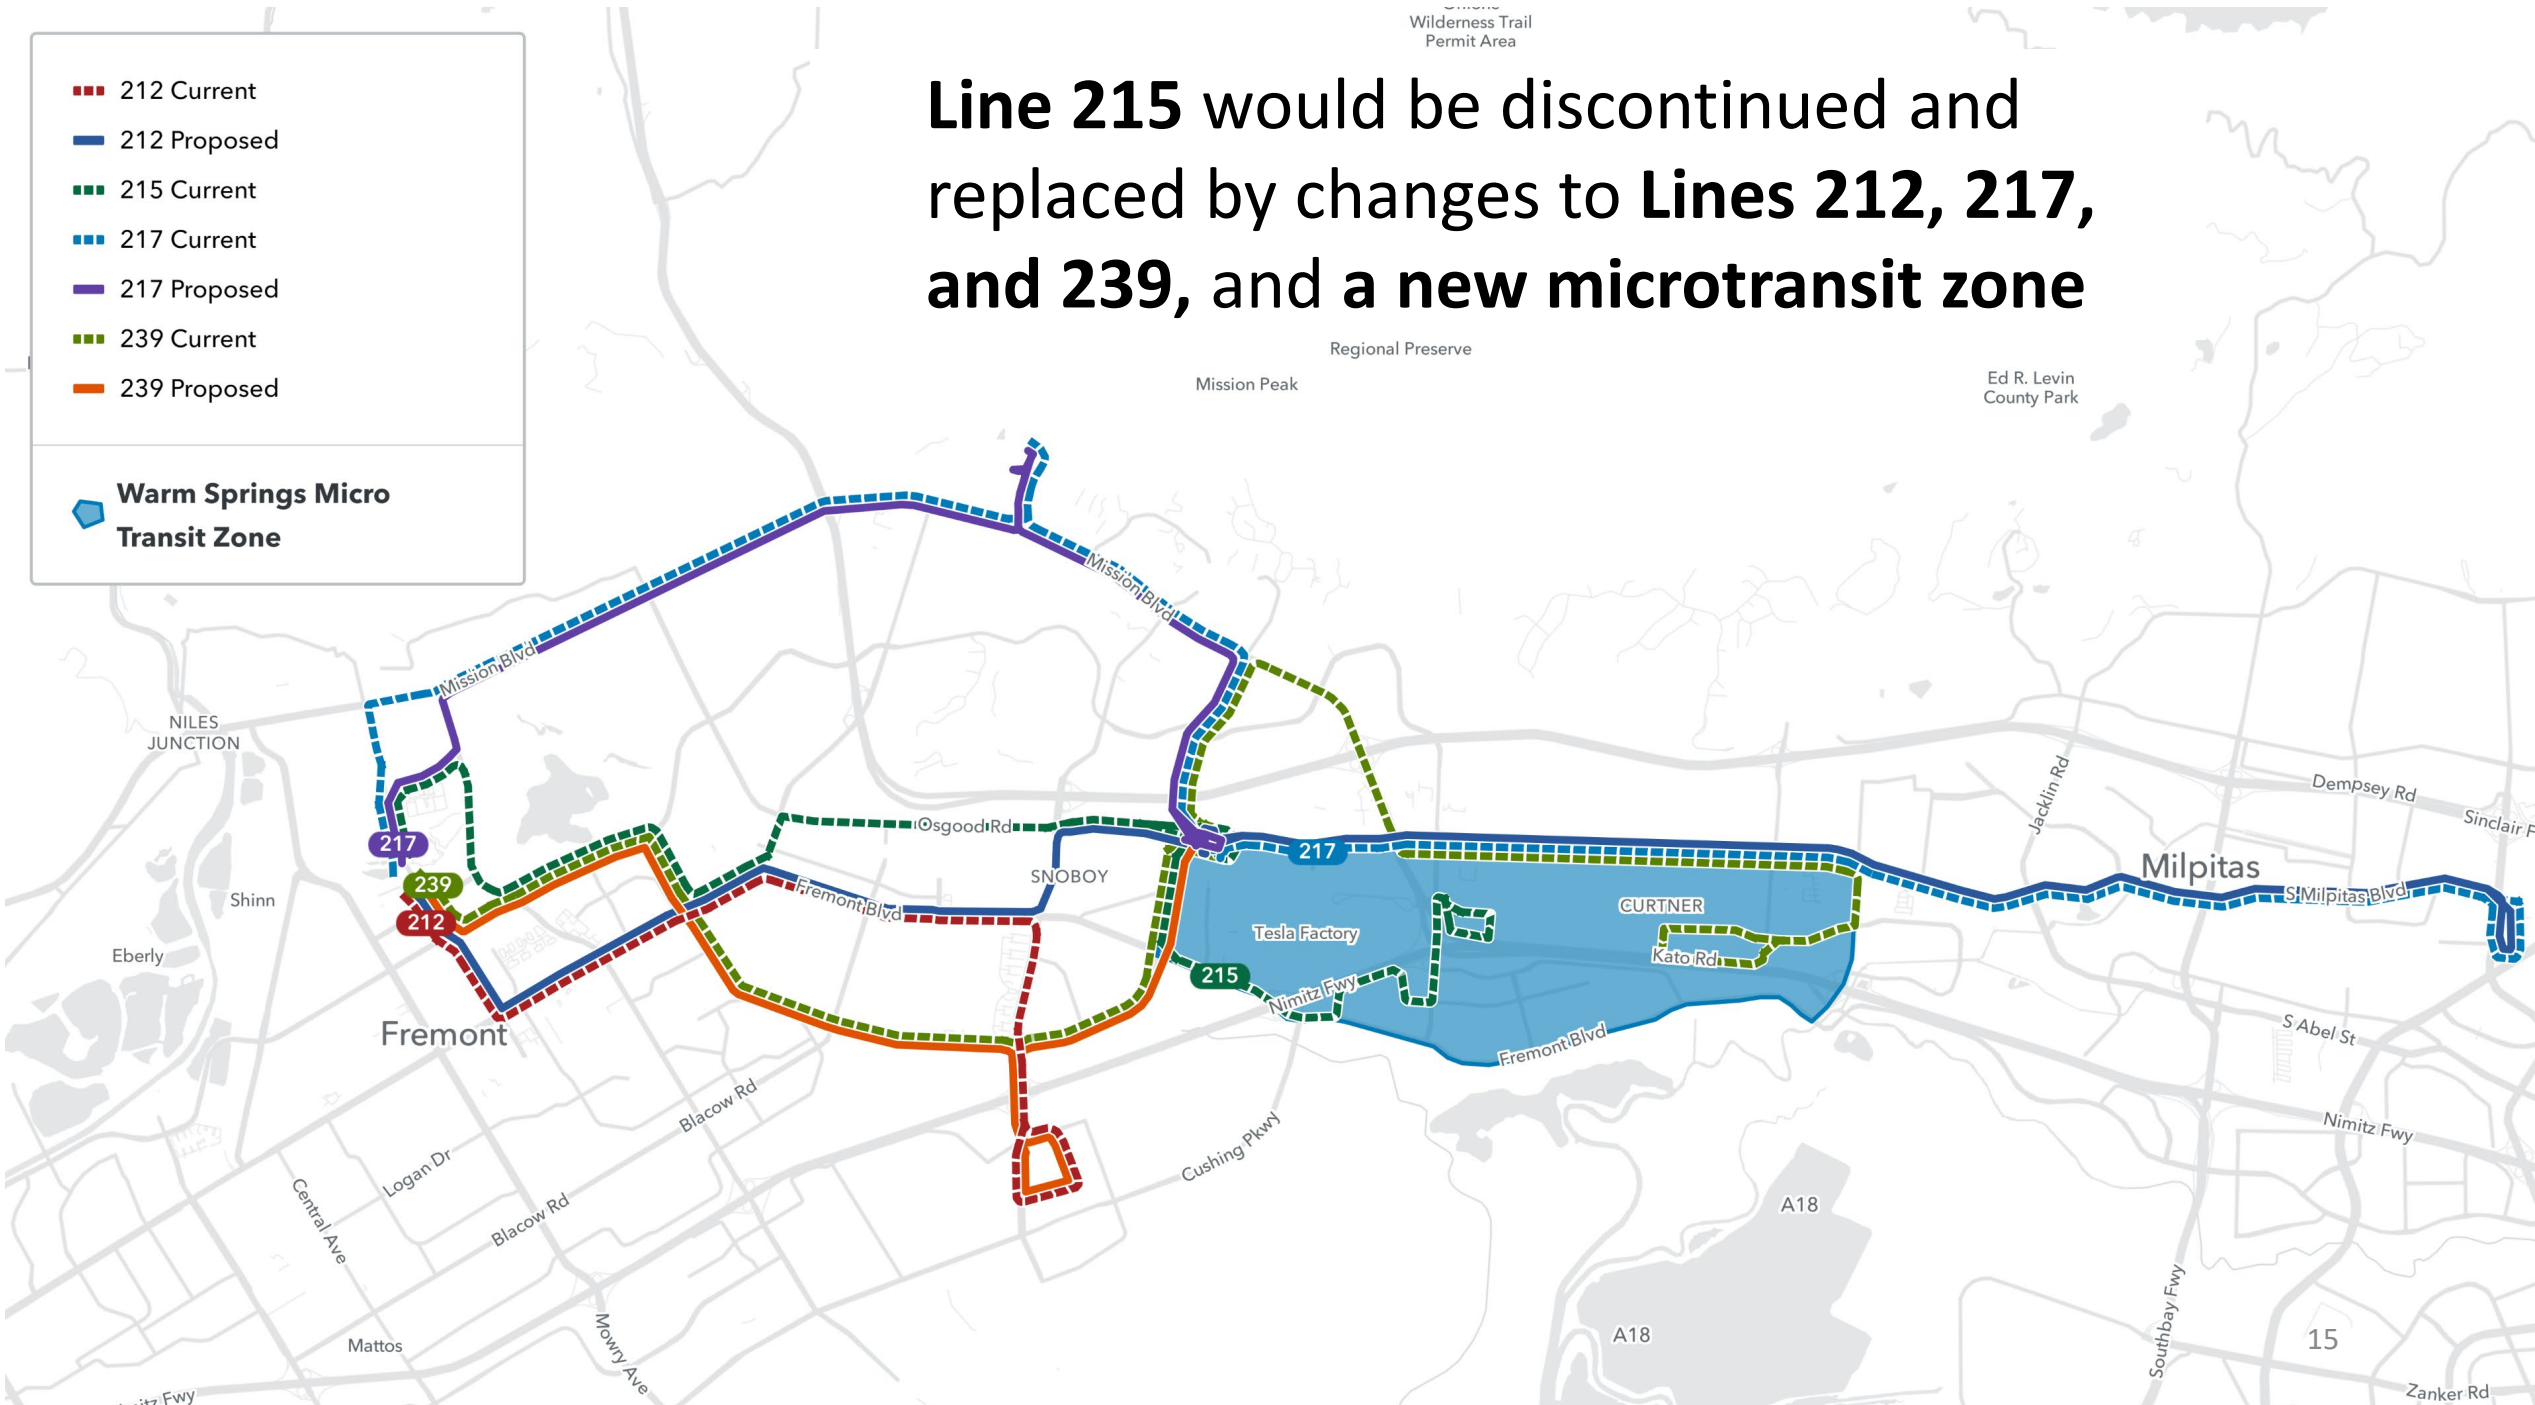 Wilderness Trail
Permit Area
212 Current
212 Proposed
215 Current
217 Current
217 Proposed
239 Current
239 Proposed
Warm Springs Micro
Transit Zone
Line 215 would be discontinued and
replaced by changes to Lines 212, 217,
and 239, and a new microtransit zone
Regional Preserve
Mission Peak
Ed R. Levin
County Park
Mission Blvd
Mission Blvd
NILES
JUNCTION
Jacklin Rd
Dempsey Rd
Sinclair F
Osgood Rd
217
217
Milpitas
239
SNOBOY
S Milpitas Blvd
Shinn
212
Fremont Blvd
CURTNER
Tesla Factory
Eberly
Kato Rd
215
Nimitz Fwy
Fremont
Fremont Blvd
S Abel St
Blacow Rd
Nimitz Fwy
Logan Dr
Cushing Pkwy
Central Ave
Blacow Rd
A18
Mattos
Mowry Ave
A18
Southbay Fwy
15
itz Fwy
Zanker Rd